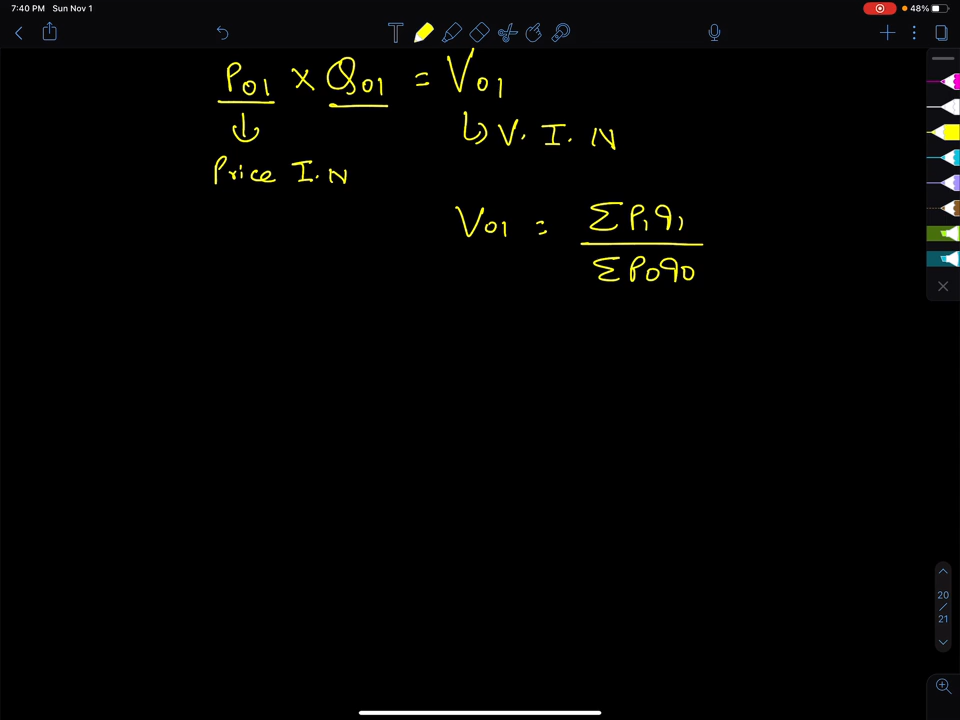 7:40 PM Sun Nov 1
48%
T
P01 × Q01 = V01
↓ ↳ V. I. N
Price I.N
V01 = ΣP1q1
ΣP0q0
20
/
21